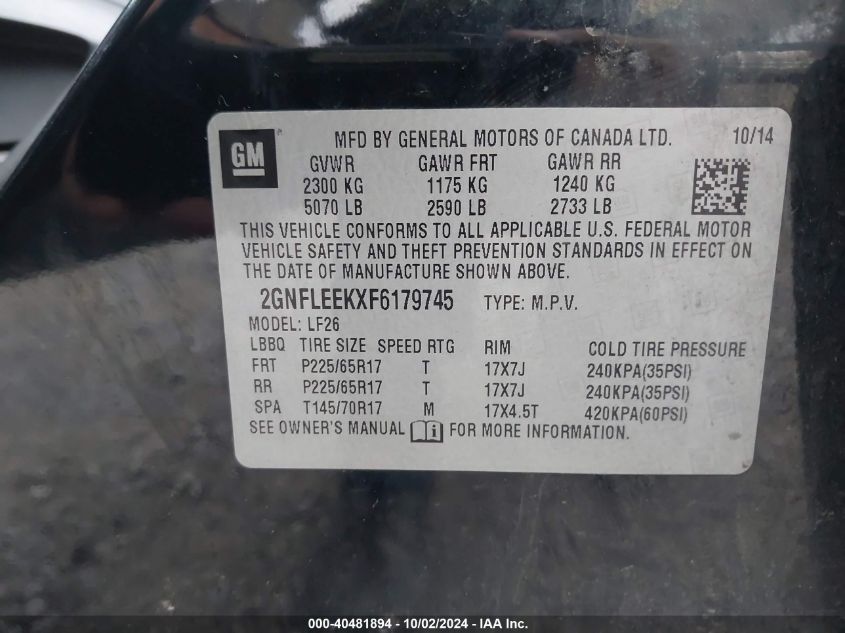 GM
MFD BY GENERAL MOTORS OF CANADA LTD. 10/14
GVWR GAWR FRT GAWR RR
2300 KG 1175 KG 1240 KG
5070 LB 2590 LB 2733 LB
THIS VEHICLE CONFORMS TO ALL APPLICABLE U.S. FEDERAL MOTOR
VEHICLE SAFETY AND THEFT PREVENTION STANDARDS IN EFFECT ON
THE DATE OF MANUFACTURE SHOWN ABOVE.
2GNFLEEKXF6179745 TYPE: M.P.V.
MODEL: LF26
LBBQ TIRE SIZE SPEED RTG RIM COLD TIRE PRESSURE
FRT P225/65R17 T 17X7J 240KPA(35PSI)
RR P225/65R17 T 17X7J 240KPA(35PSI)
SPA T145/70R17 M 17X4.5T 420KPA(60PSI)
SEE OWNER'S MANUAL FOR MORE INFORMATION.
000-40481894 - 10/02/2024 - IAA Inc.